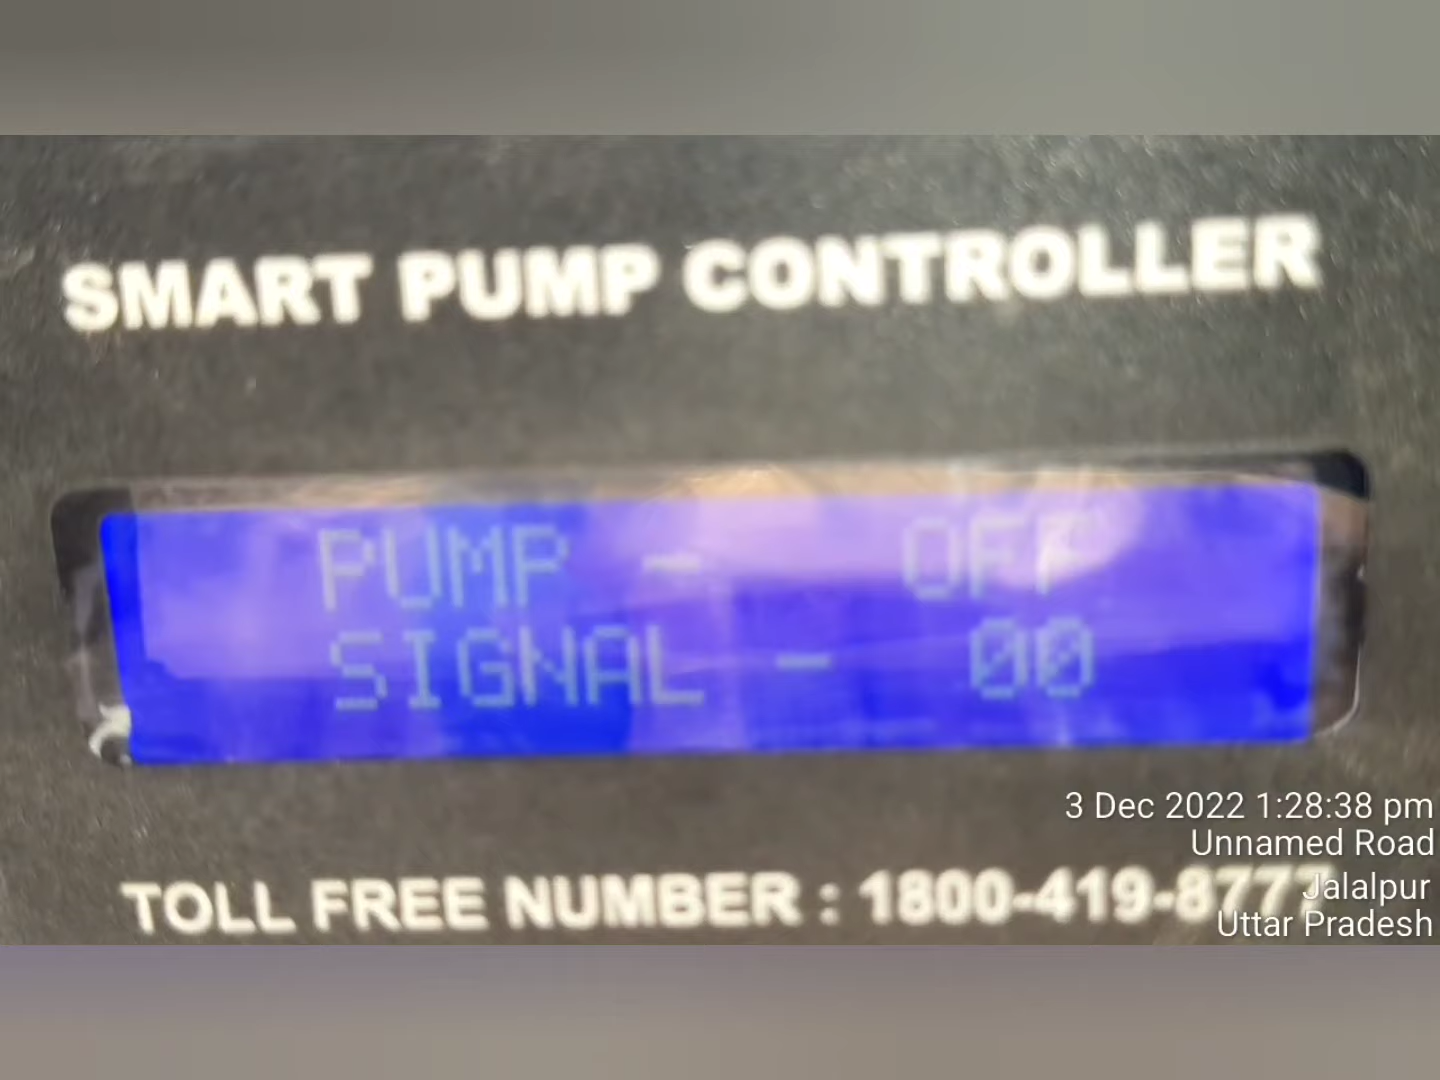 SMART PUMP CONTROLLER
PUMP - OFF
SIGNAL - 00
3 Dec 2022 1:28:38 pm
Unnamed Road
Jalalpur
Uttar Pradesh
TOLL FREE NUMBER : 1800-419-8777